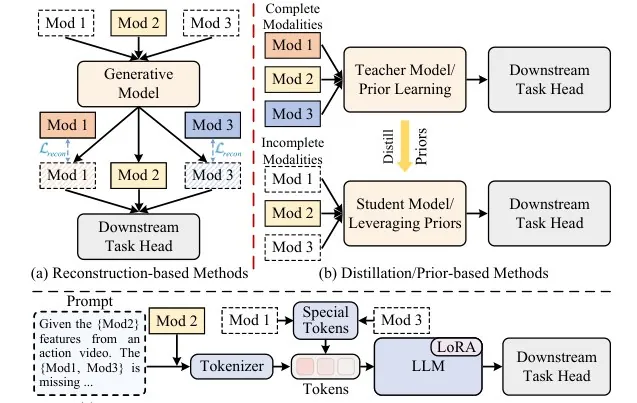 Mod 1
Mod 2
Mod 3
Generative
Model
Mod 1
Mod 3
ℒrecon
ℒrecon
Mod 1
Mod 2
Mod 3
Downstream
Task Head
(a) Reconstruction-based Methods
Complete
Modalities
Mod 1
Mod 2
Mod 3
Teacher Model/
Prior Learning
Downstream
Task Head
Distill
Priors
Incomplete
Modalities
Mod 1
Mod 2
Mod 3
Student Model/
Leveraging Priors
Downstream
Task Head
(b) Distillation/Prior-based Methods
Prompt
Given the {Mod2}
features from an
action video. The
{Mod1, Mod3} is
missing ...
Mod 2
Tokenizer
Mod 1
Special
Tokens
Mod 3
Tokens
LoRA
LLM
Downstream
Task Head